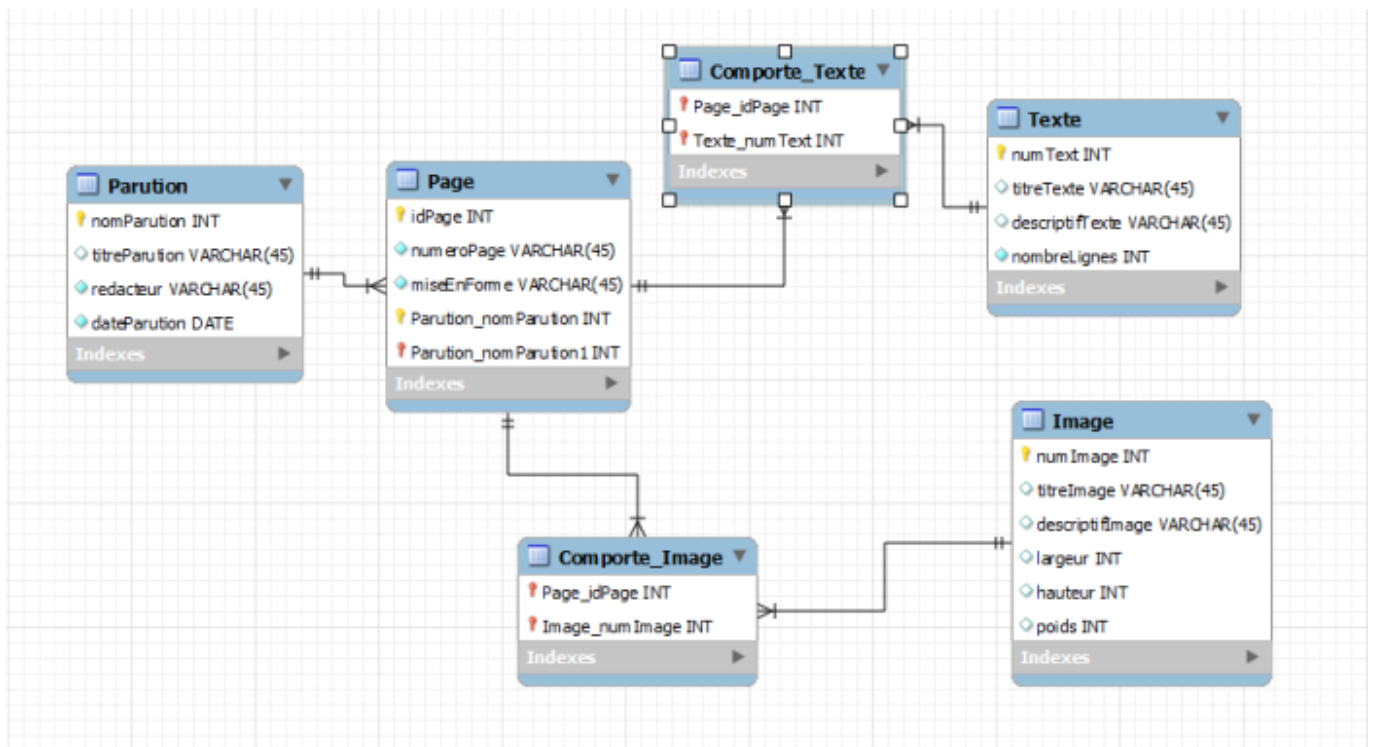 Parution
nomParution INT
titreParution VARCHAR(45)
redacteur VARCHAR(45)
dateParution DATE
Indexes
Page
idPage INT
numeroPage VARCHAR(45)
miseEnForme VARCHAR(45)
Parution_nomParution INT
Parution_nomParution1 INT
Indexes
Comporte_Texte
Page_idPage INT
Texte_numText INT
Indexes
Texte
numText INT
titreTexte VARCHAR(45)
descriptifTexte VARCHAR(45)
nombreLignes INT
Indexes
Comporte_Image
Page_idPage INT
Image_numImage INT
Indexes
Image
numImage INT
titreImage VARCHAR(45)
descriptifImage VARCHAR(45)
largeur INT
hauteur INT
poids INT
Indexes